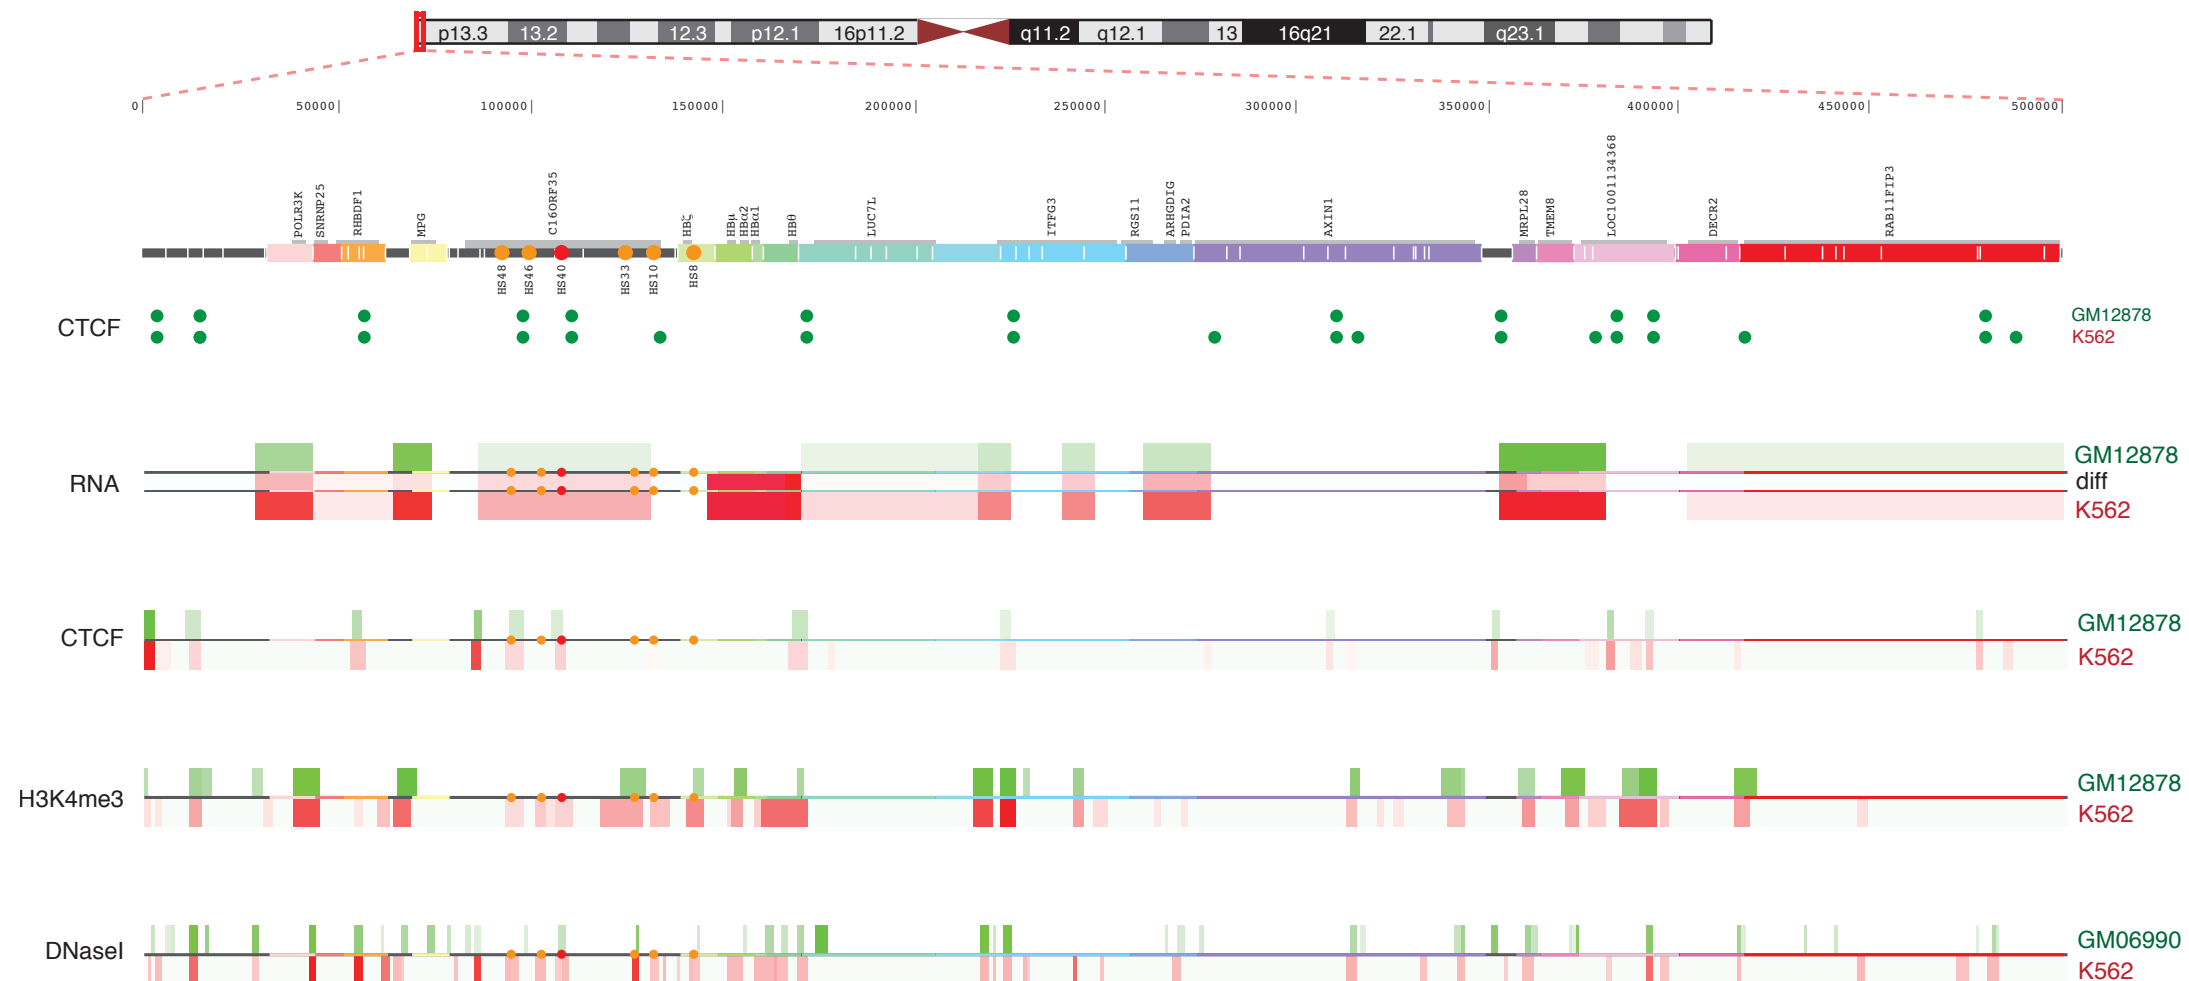 p13.3 13.2 12.3 p12.1 16p11.2 q11.2 q12.1 13 16q21 22.1 q23.1
0 50000 100000 150000 200000 250000 300000 350000 400000 450000 500000
POLR3K SNRNP25 RHBDF1 MPG C16ORF35 HBζ HBμ HBα2 HBα1 HBθ LUC7L ITFG3 RGS11 ARHGDIG PDIA2 AXIN1 MRPL28 TMEM8 LOC100134368 DECR2 RAB11FIP3
HS48 HS46 HS40 HS33 HS10 HS8
CTCF
GM12878
K562
RNA
GM12878
diff
K562
CTCF
GM12878
K562
H3K4me3
GM12878
K562
DNaseI
GM06990
K562